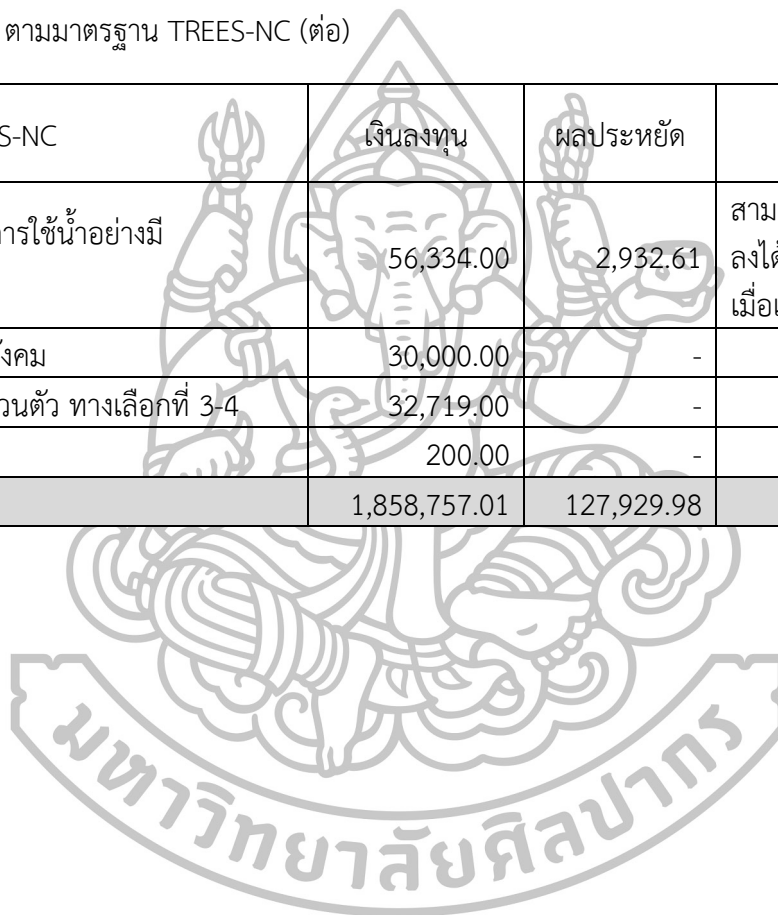 ตามมาตรฐาน TREES-NC (ต่อ)
S-NC เงินลงทุน ผลประหยัด
การใช้น้ำอย่างมี 56,334.00 2,932.61 สาม
ลงได้
เมื่อเ
ังคม 30,000.00 -
วนตัว ทางเลือกที่ 3-4 32,719.00 -
200.00 -
1,858,757.01 127,929.98
มหาวิทยาลัยศิลปากร